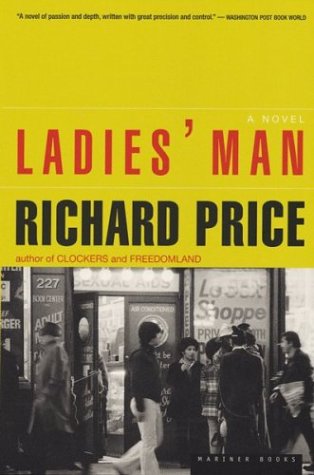 "A novel of passion and depth, written with great precision and control." — WASHINGTON POST BOOK WORLD
A NOVEL
LADIES' MAN
RICHARD PRICE
author of CLOCKERS and FREEDOMLAND
227
BOOK CENTER
ADULT
SEXUAL AIDS
AIR CONDITIONED
Le Sex
Shoppe
MARINER BOOKS